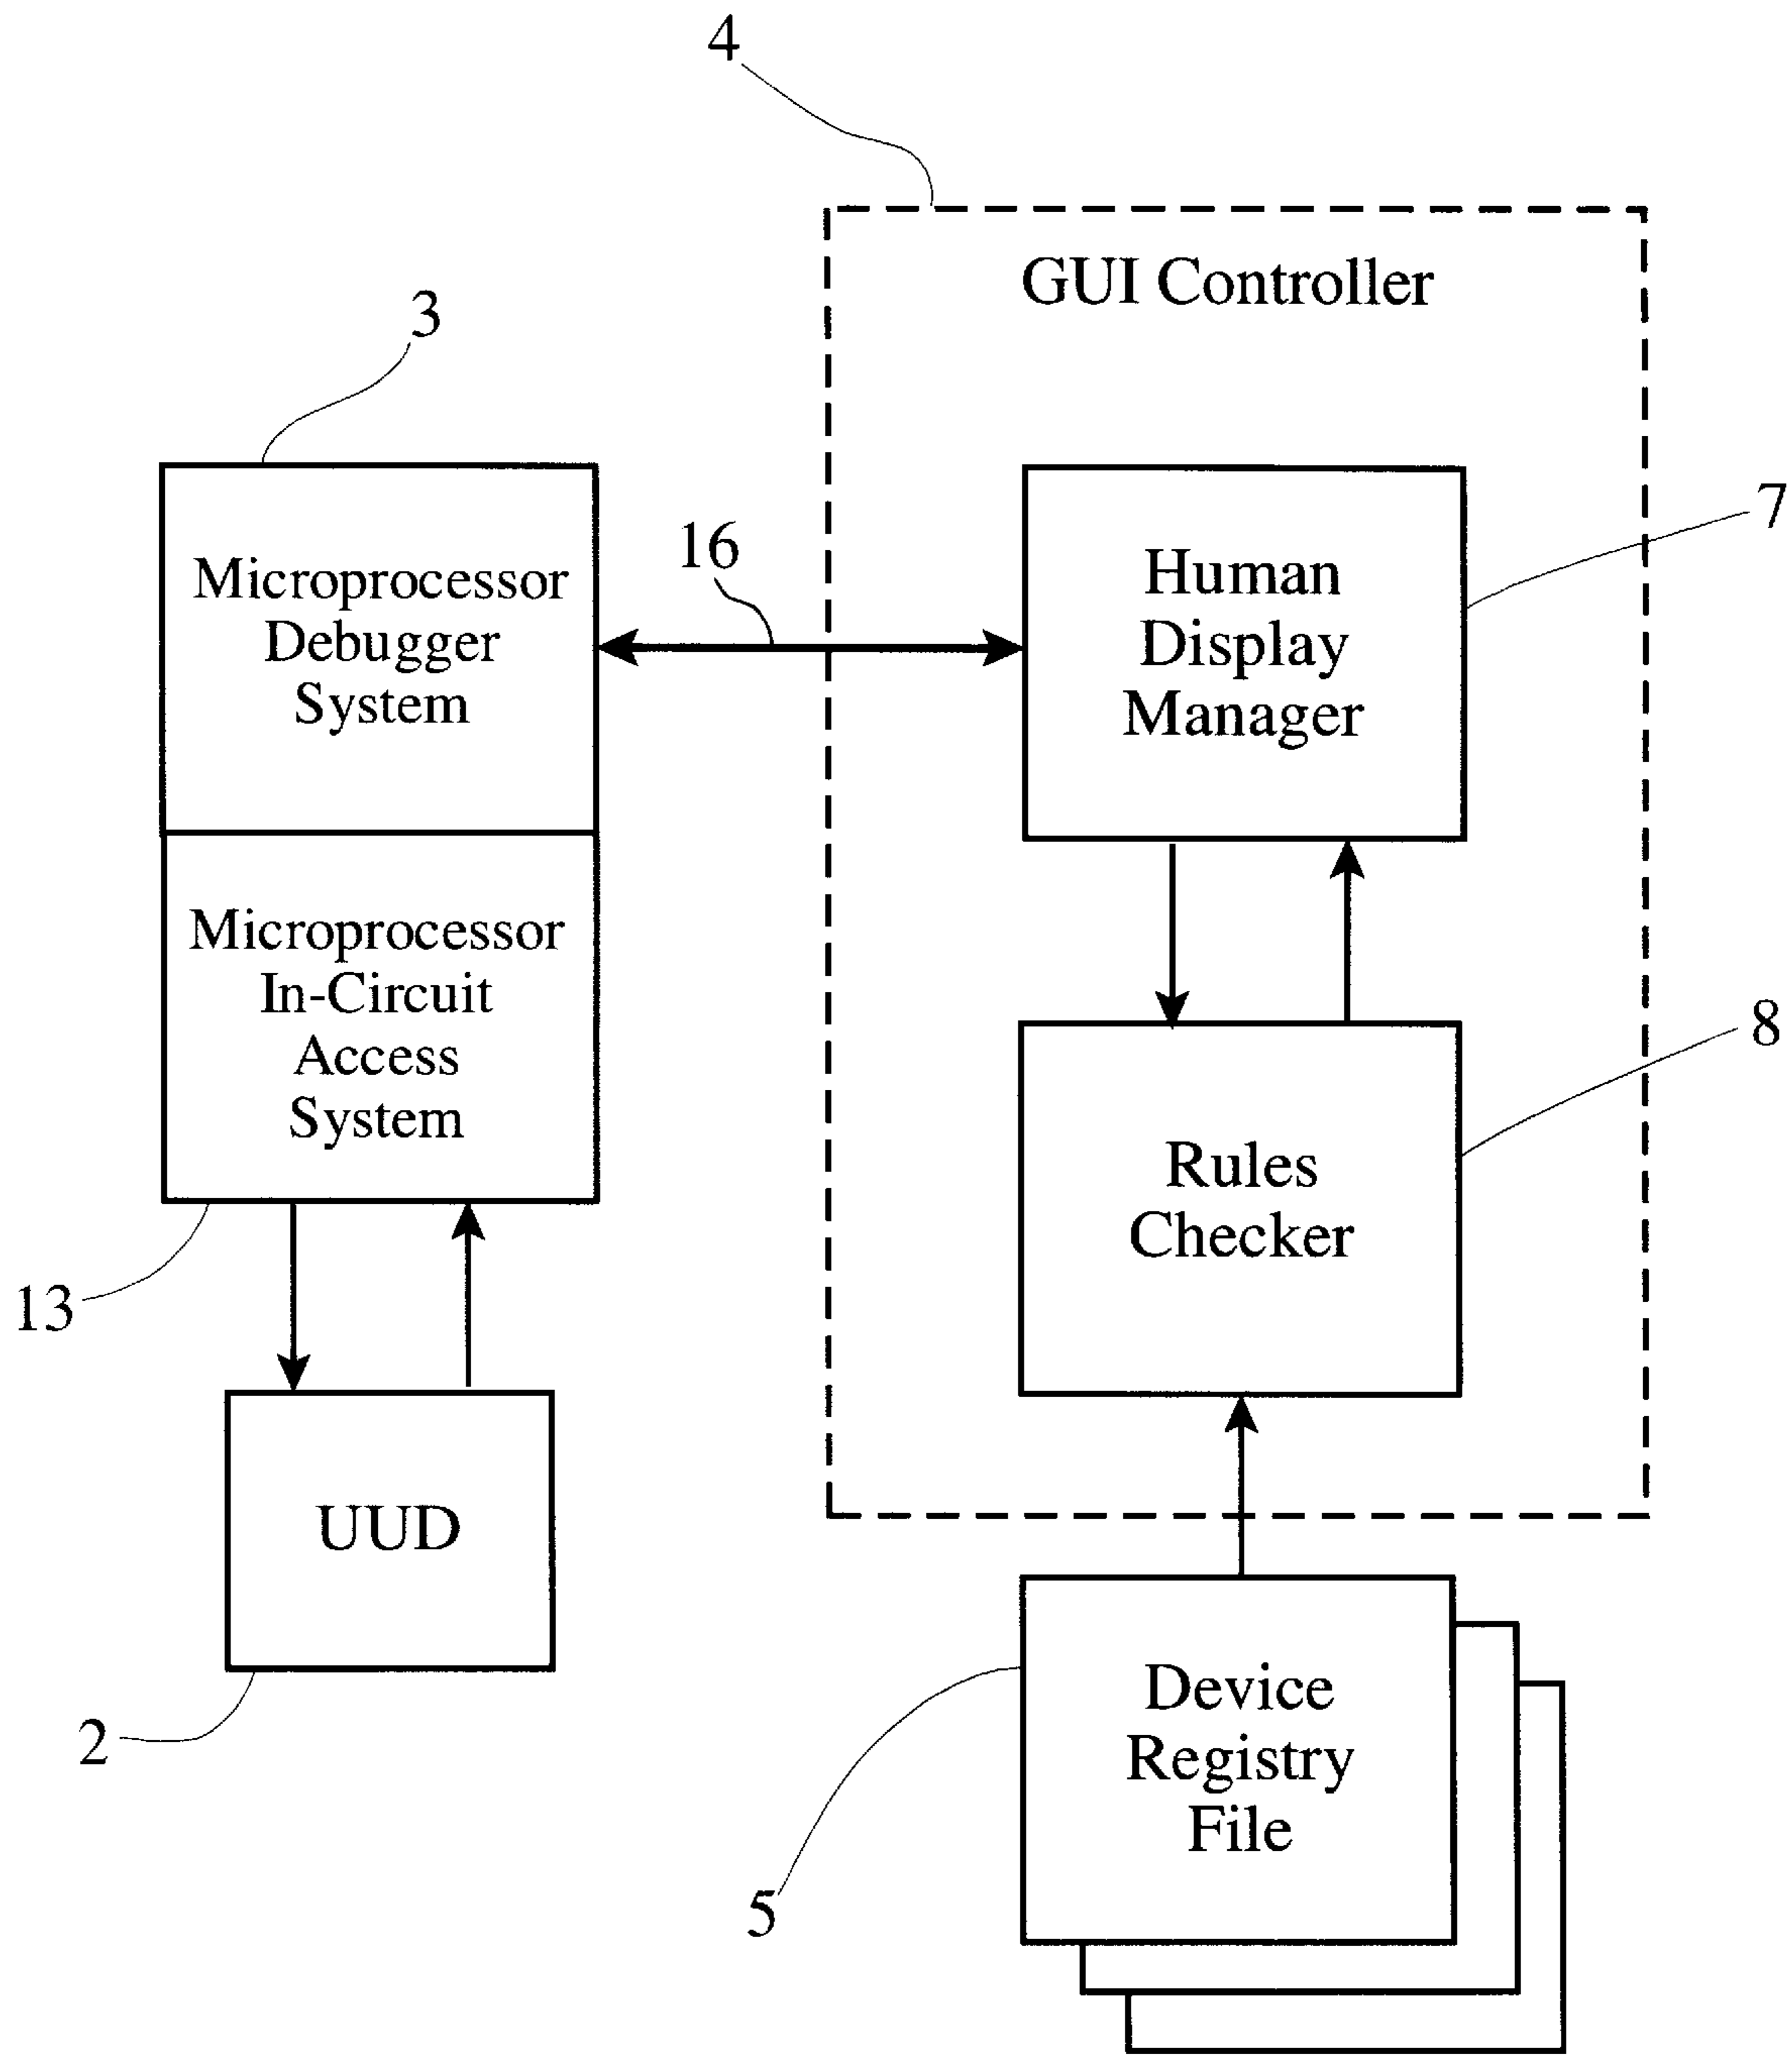 4
GUI Controller
3
Microprocessor
Debugger
System
16
Human
Display
Manager
7
Microprocessor
In-Circuit
Access
System
8
Rules
Checker
13
UUD
2
Device
Registry
File
5